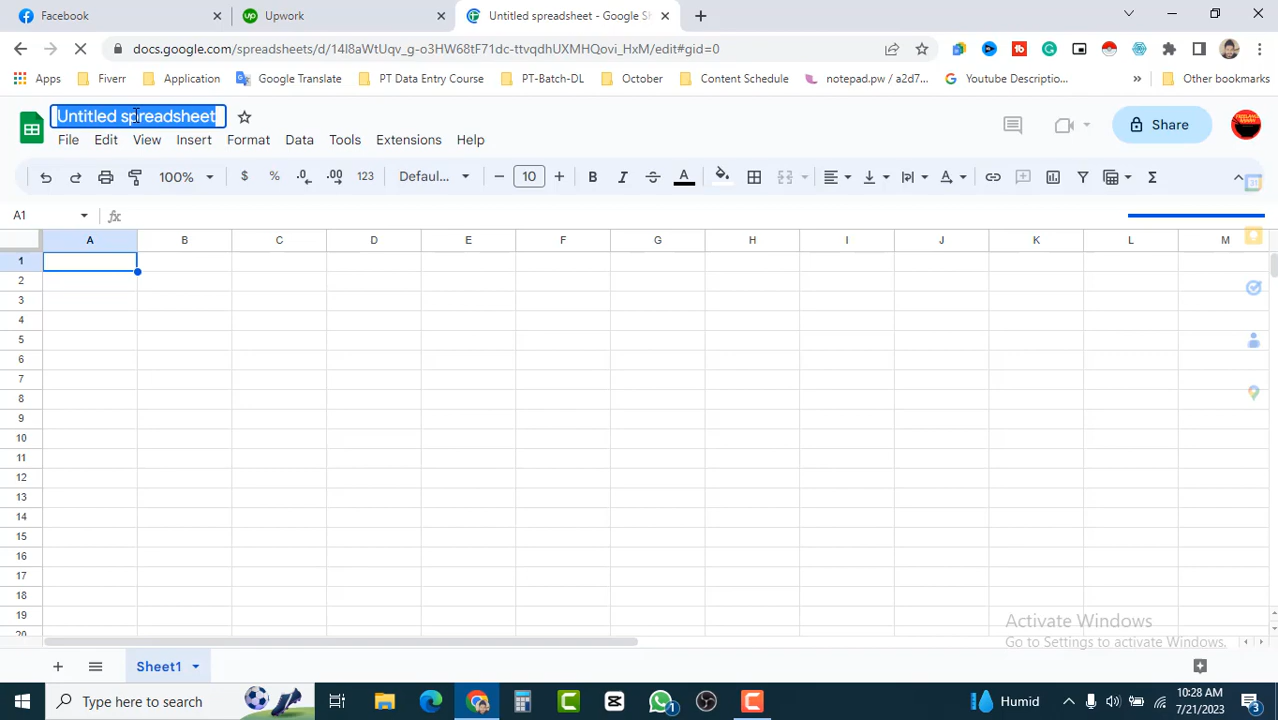 Facebook
Upwork
Untitled spreadsheet - Google Sh
docs.google.com/spreadsheets/d/14I8aWtUqv_g-o3HW68tF71dc-ttvqdhUXMHQovi_HxM/edit#gid=0
Apps
Fiverr
Application
Google Translate
PT Data Entry Course
PT-Batch-DL
October
Content Schedule
notepad.pw / a2d7...
Youtube Descriptio...
»
Other bookmarks
Untitled spreadsheet
File Edit View Insert Format Data Tools Extensions Help
Share
100% $ % .0 .00 123 Defaul... − 10 + B I S A Σ
A1 fx
A B C D E F G H I J K L M
1
2
3
4
5
6
7
8
9
10
11
12
13
14
15
16
17
18
19
20
Activate Windows
Go to Settings to activate Windows.
Sheet1
Type here to search
1
Humid
10:28 AM
7/21/2023
3